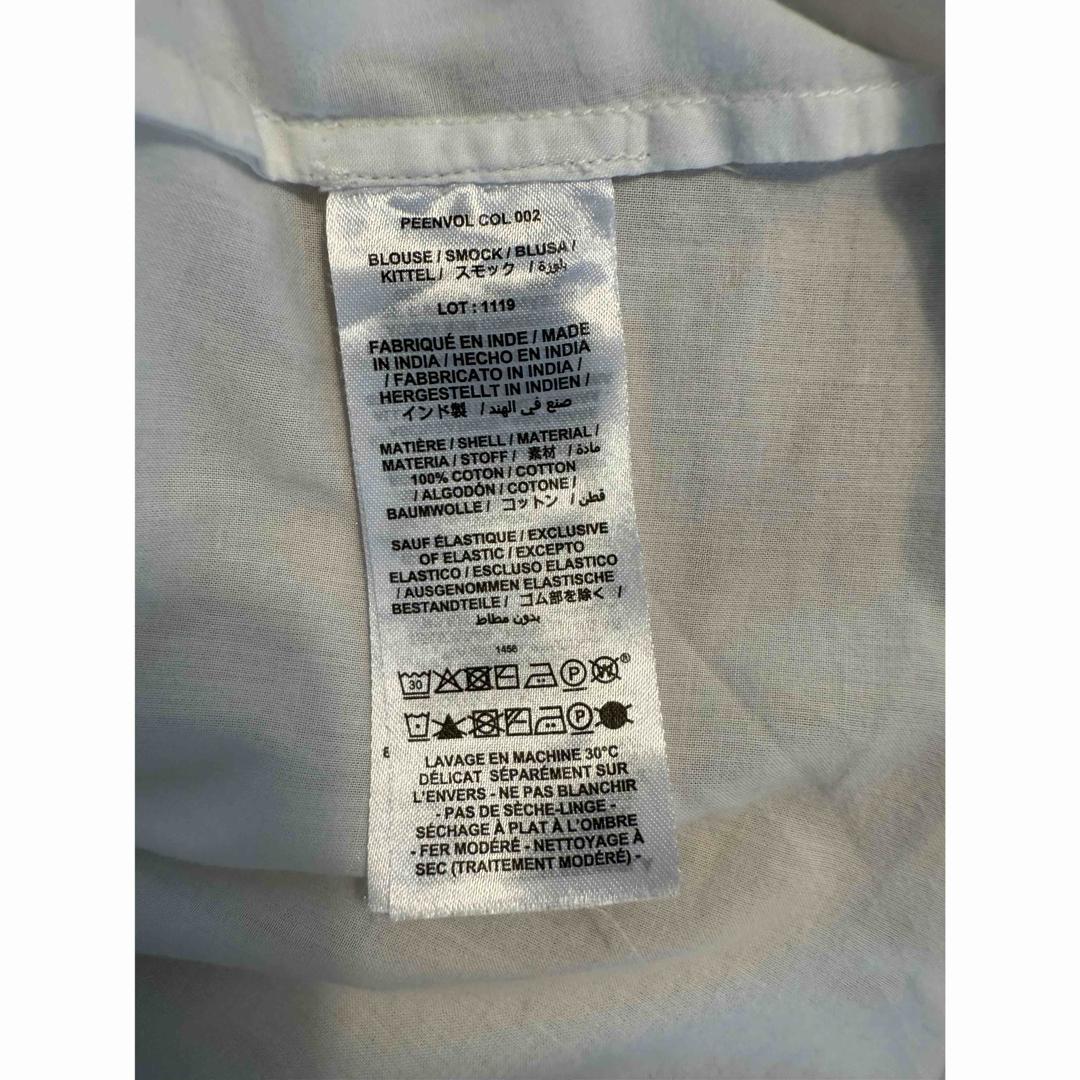 PEENVOL COL 002
BLOUSE / SMOCK / BLUSA /
KITTEL / スモック / بلوزة
LOT : 1119
FABRIQUÉ EN INDE / MADE
IN INDIA / HECHO EN INDIA
/ FABBRICATO IN INDIA /
HERGESTELLT IN INDIEN /
インド製 / صنع في الهند
MATIÈRE / SHELL / MATERIAL /
MATERIA / STOFF / 素材 / مادة
100% COTON / COTTON
/ ALGODÓN / COTONE /
BAUMWOLLE / コットン / قطن
SAUF ÉLASTIQUE / EXCLUSIVE
OF ELASTIC / EXCEPTO
ELASTICO / ESCLUSO ELASTICO
/ AUSGENOMMEN ELASTISCHE
BESTANDTEILE / ゴム部を除く /
بدون مطاط
1456
30 P W ®
P
8
LAVAGE EN MACHINE 30°C
DÉLICAT SÉPARÉMENT SUR
L'ENVERS - NE PAS BLANCHIR
- PAS DE SÈCHE-LINGE -
SÉCHAGE À PLAT À L'OMBRE
- FER MODÉRÉ - NETTOYAGE À
SEC (TRAITEMENT MODÉRÉ) -